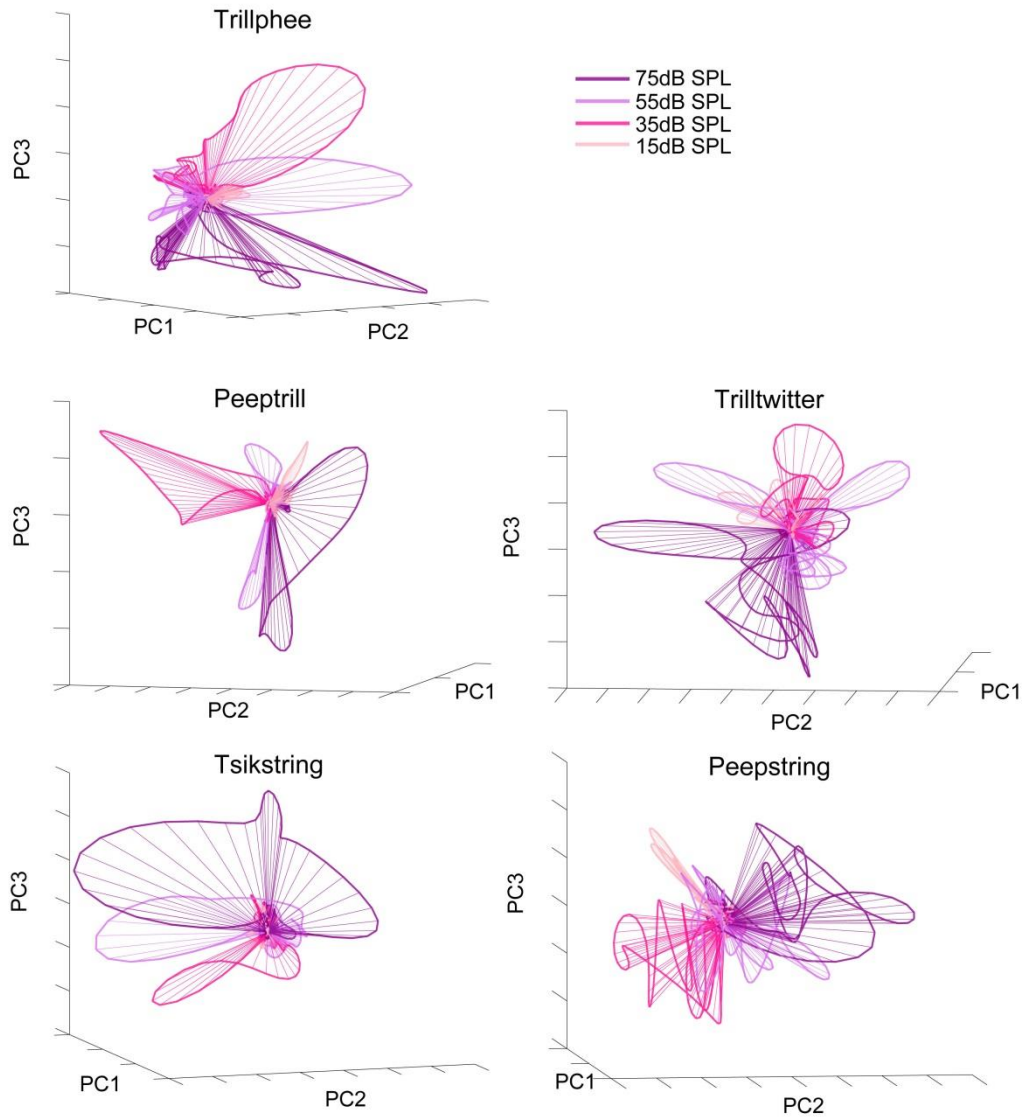 Trillphee
75dB SPL
55dB SPL
35dB SPL
15dB SPL
PC3
PC1
PC2
Peeptrill
PC3
PC2
PC1
Trilltwitter
PC3
PC2
PC1
Tsikstring
PC3
PC1
PC2
Peepstring
PC3
PC1
PC2